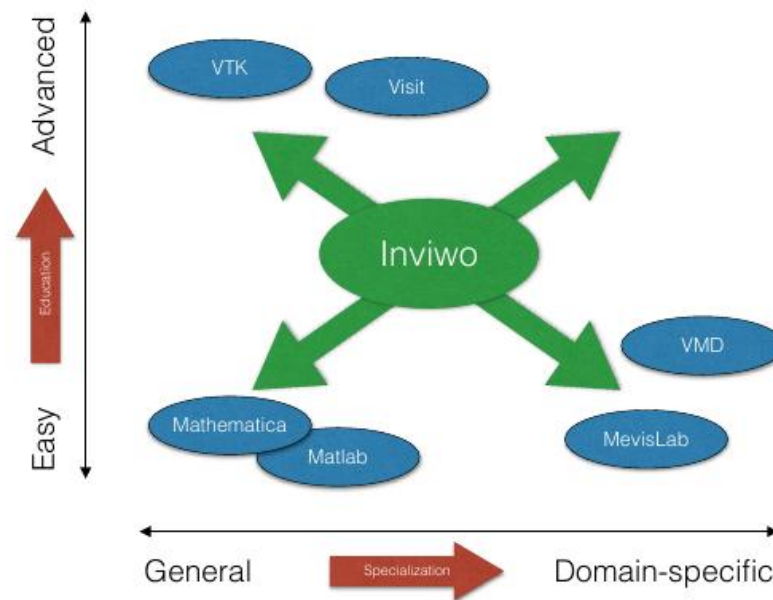 VTK
Visit
Advanced
Inviwo
Education
VMD
Easy
Mathematica
Matlab
MevisLab
General
Specialization
Domain-specific